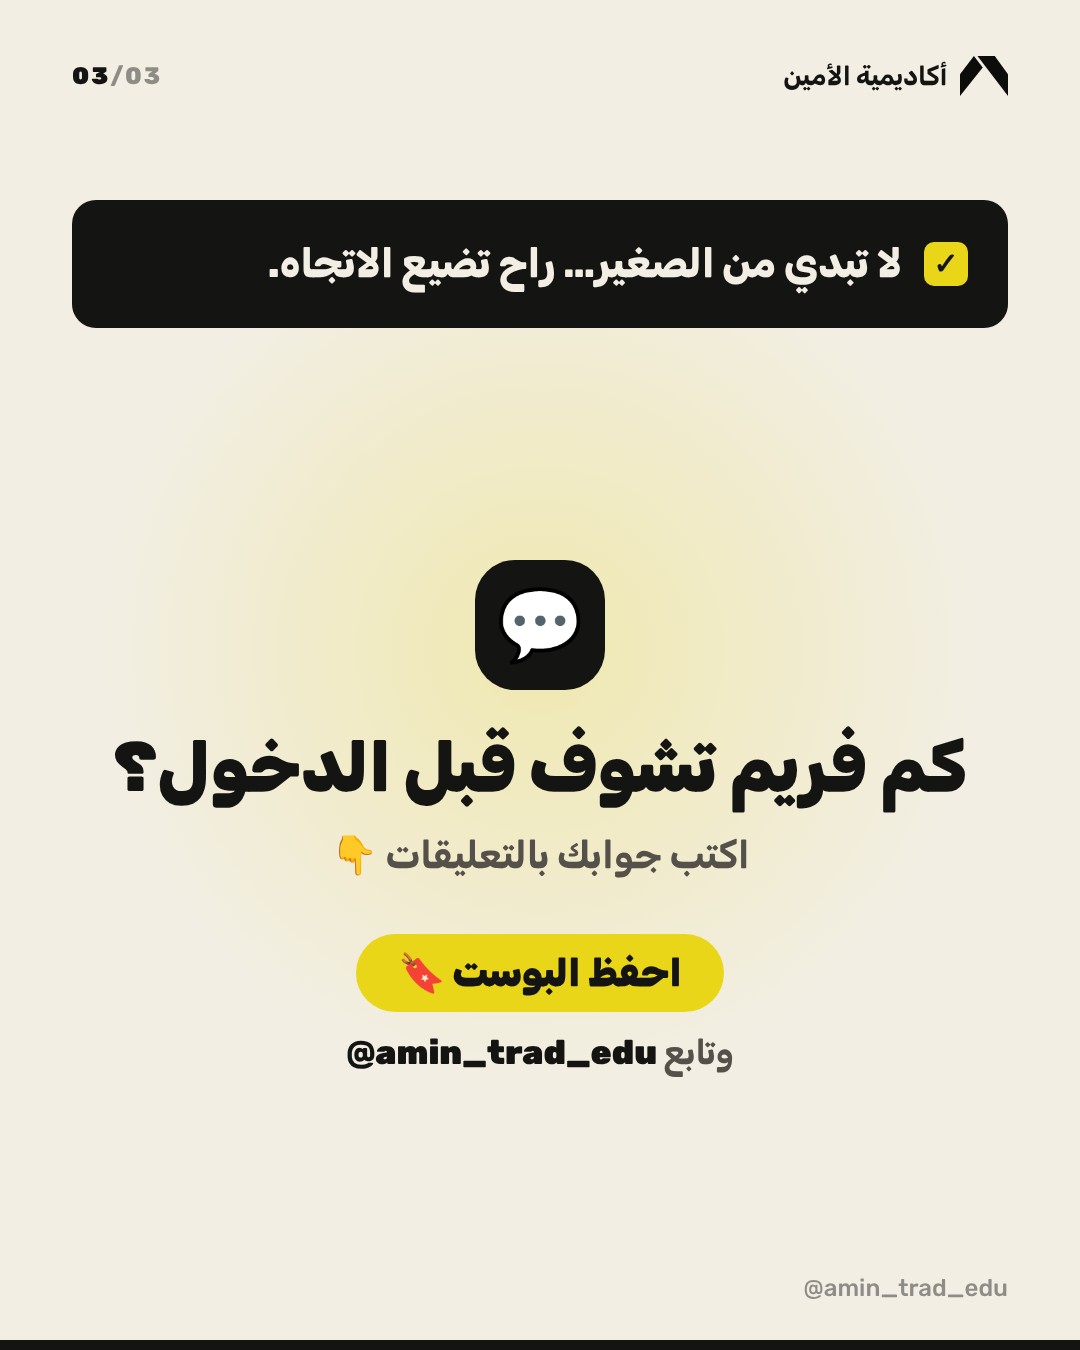 أكاديمية الأمين
03/03
✓ لا تبدي من الصغير... راح تضيع الاتجاه.
كم فريم تشوف قبل الدخول؟
اكتب جوابك بالتعليقات 👇
احفظ البوست 🔖
وتابع @amin_trad_edu
@amin_trad_edu